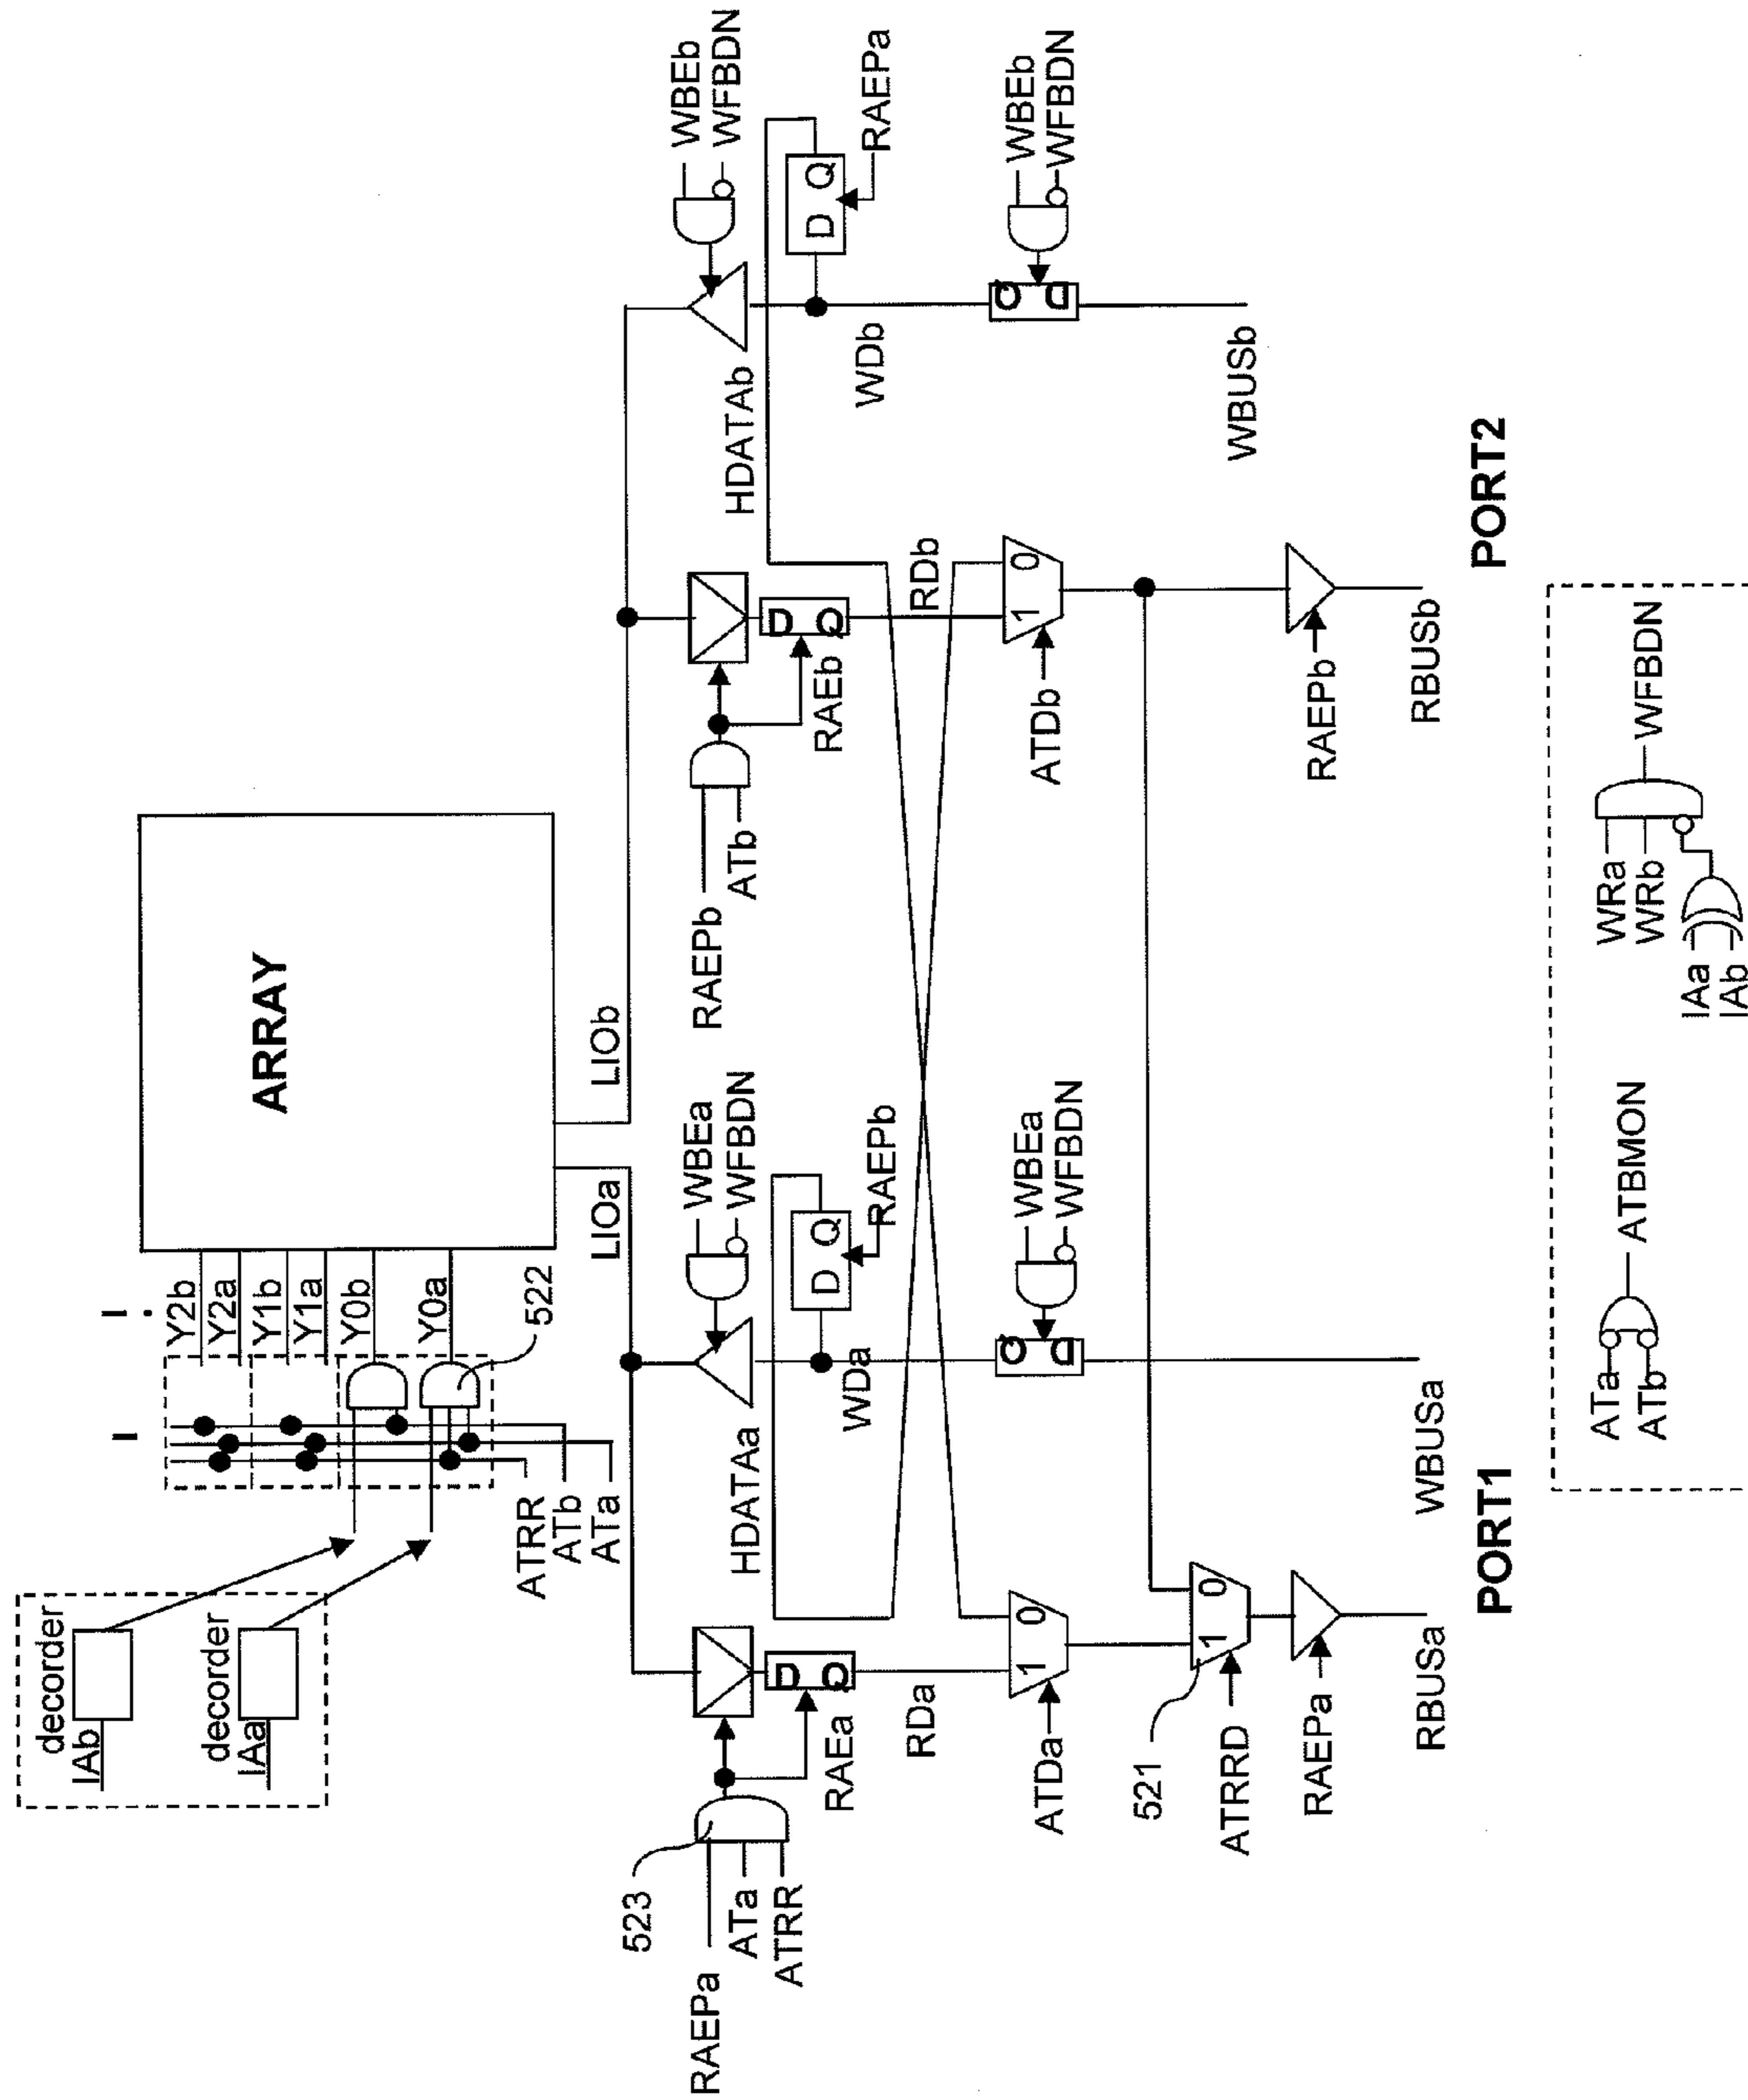 decorder
IAb
decorder
IAa
ATRR
ATb
ATa
Y2b
Y2a
Y1b
Y1a
Y0b
Y0a
522
ARRAY
LIOa
LIOb
523
RAEPa
ATa
ATRR
RAEa
HDATAa
WBEa
WFBDN
D Q
RAEPb
RAEPb
ATb
RAEb
HDATAb
WBEb
WFBDN
D Q
RAEPa
D Q
D Q
RDa
WDa
RDb
WDb
WBEa
WFBDN
Q D
WBEb
WFBDN
Q D
ATDa
1 0
ATDb
1 0
521
1 0
ATRRD
RAEPa
RBUSa
WBUSa
RAEPb
RBUSb
WBUSb
PORT1
PORT2
ATa
ATb
ATBMON
WRa
WRb
IAa
IAb
WFBDN